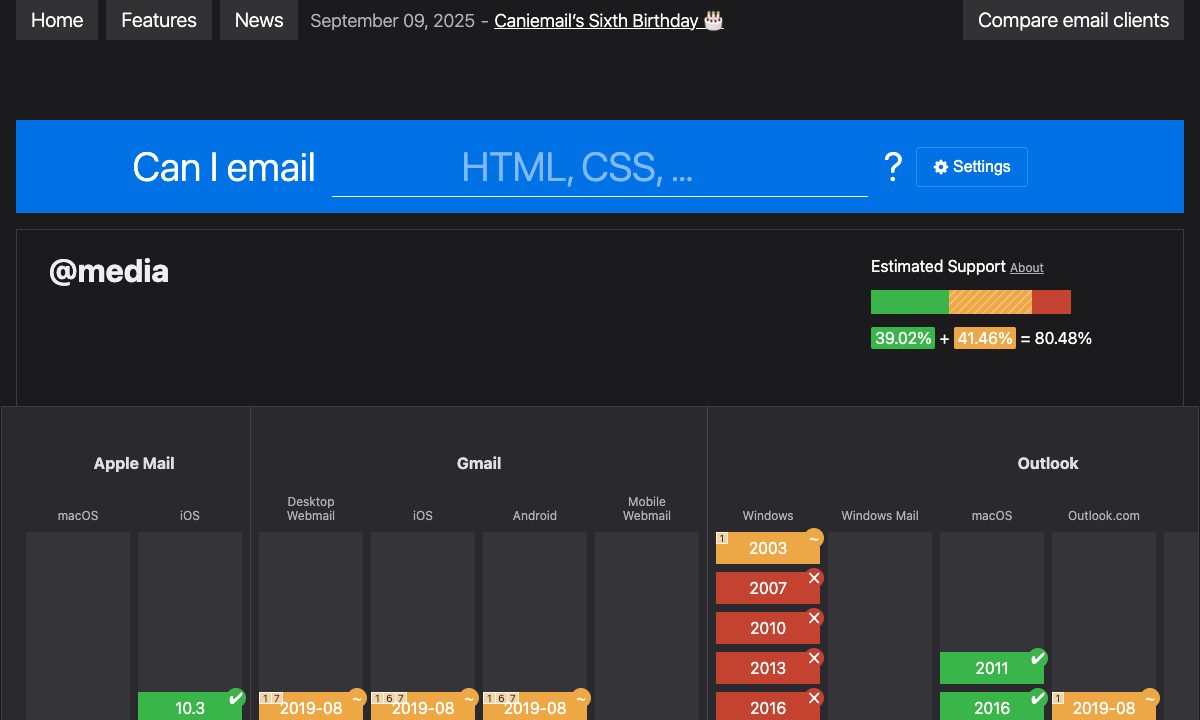 Home Features News September 09, 2025 - Caniemail's Sixth Birthday 🎂 Compare email clients
Can I email HTML, CSS, ... ? Settings
@media
Estimated Support About
39.02% + 41.46% = 80.48%
Apple Mail Gmail Outlook
macOS iOS Desktop Webmail iOS Android Mobile Webmail Windows Windows Mail macOS Outlook.com
1 2003 ~
2007
2010
2013 2011
10.3 1 7 2019-08 ~ 1 6 7 2019-08 ~ 1 6 7 2019-08 ~ 2016 2016 1 2019-08 ~